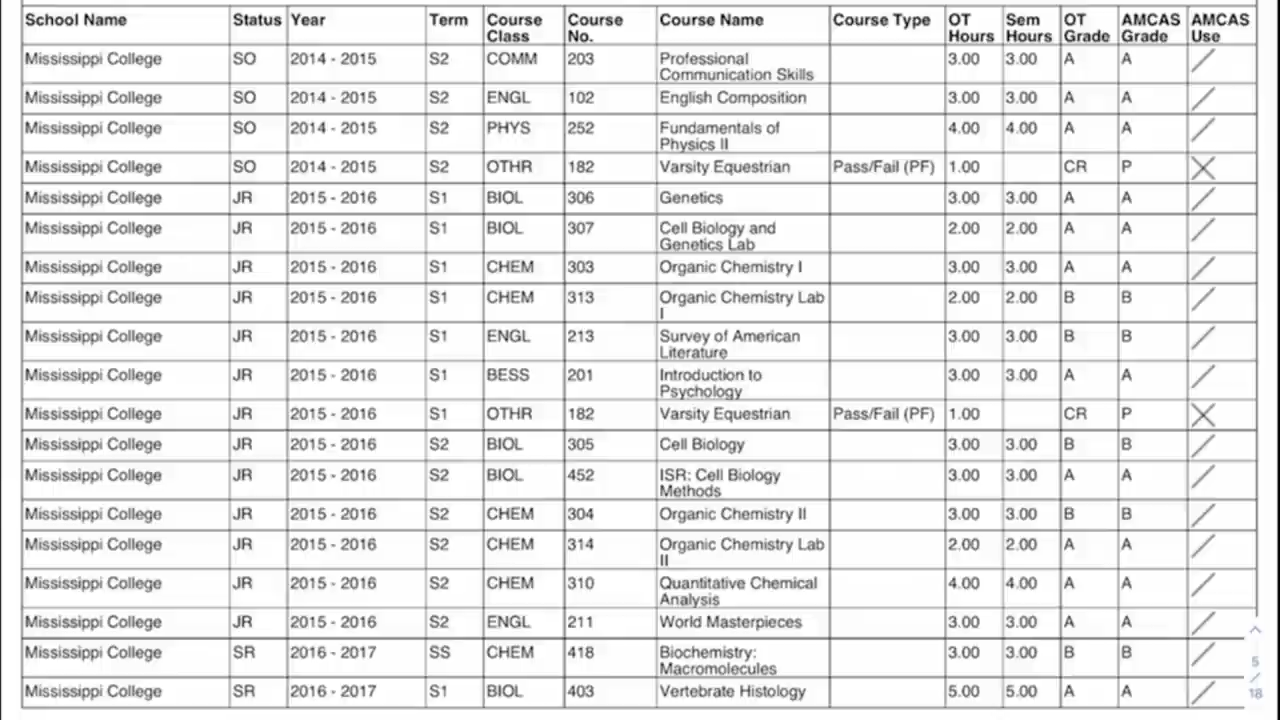 School Name Status Year Term Course Class Course No. Course Name Course Type OT Hours Sem Hours OT Grade AMCAS Grade AMCAS Use
Mississippi College SO 2014 - 2015 S2 COMM 203 Professional Communication Skills 3.00 3.00 A A
Mississippi College SO 2014 - 2015 S2 ENGL 102 English Composition 3.00 3.00 A A
Mississippi College SO 2014 - 2015 S2 PHYS 252 Fundamentals of Physics II 4.00 4.00 A A
Mississippi College SO 2014 - 2015 S2 OTHR 182 Varsity Equestrian Pass/Fail (PF) 1.00 CR P
Mississippi College JR 2015 - 2016 S1 BIOL 306 Genetics 3.00 3.00 A A
Mississippi College JR 2015 - 2016 S1 BIOL 307 Cell Biology and Genetics Lab 2.00 2.00 A A
Mississippi College JR 2015 - 2016 S1 CHEM 303 Organic Chemistry I 3.00 3.00 A A
Mississippi College JR 2015 - 2016 S1 CHEM 313 Organic Chemistry Lab I 2.00 2.00 B B
Mississippi College JR 2015 - 2016 S1 ENGL 213 Survey of American Literature 3.00 3.00 B B
Mississippi College JR 2015 - 2016 S1 BESS 201 Introduction to Psychology 3.00 3.00 A A
Mississippi College JR 2015 - 2016 S1 OTHR 182 Varsity Equestrian Pass/Fail (PF) 1.00 CR P
Mississippi College JR 2015 - 2016 S2 BIOL 305 Cell Biology 3.00 3.00 B B
Mississippi College JR 2015 - 2016 S2 BIOL 452 ISR: Cell Biology Methods 3.00 3.00 A A
Mississippi College JR 2015 - 2016 S2 CHEM 304 Organic Chemistry II 3.00 3.00 B B
Mississippi College JR 2015 - 2016 S2 CHEM 314 Organic Chemistry Lab II 2.00 2.00 A A
Mississippi College JR 2015 - 2016 S2 CHEM 310 Quantitative Chemical Analysis 4.00 4.00 A A
Mississippi College JR 2015 - 2016 S2 ENGL 211 World Masterpieces 3.00 3.00 A A
Mississippi College SR 2016 - 2017 SS CHEM 418 Biochemistry: Macromolecules 3.00 3.00 B B
Mississippi College SR 2016 - 2017 S1 BIOL 403 Vertebrate Histology 5.00 5.00 A A
5
/
18